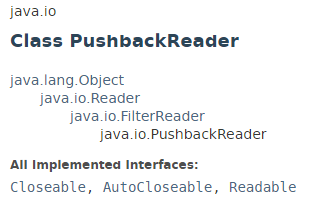 java.io
Class PushbackReader
java.lang.Object
java.io.Reader
java.io.FilterReader
java.io.PushbackReader
All Implemented Interfaces:
Closeable, AutoCloseable, Readable